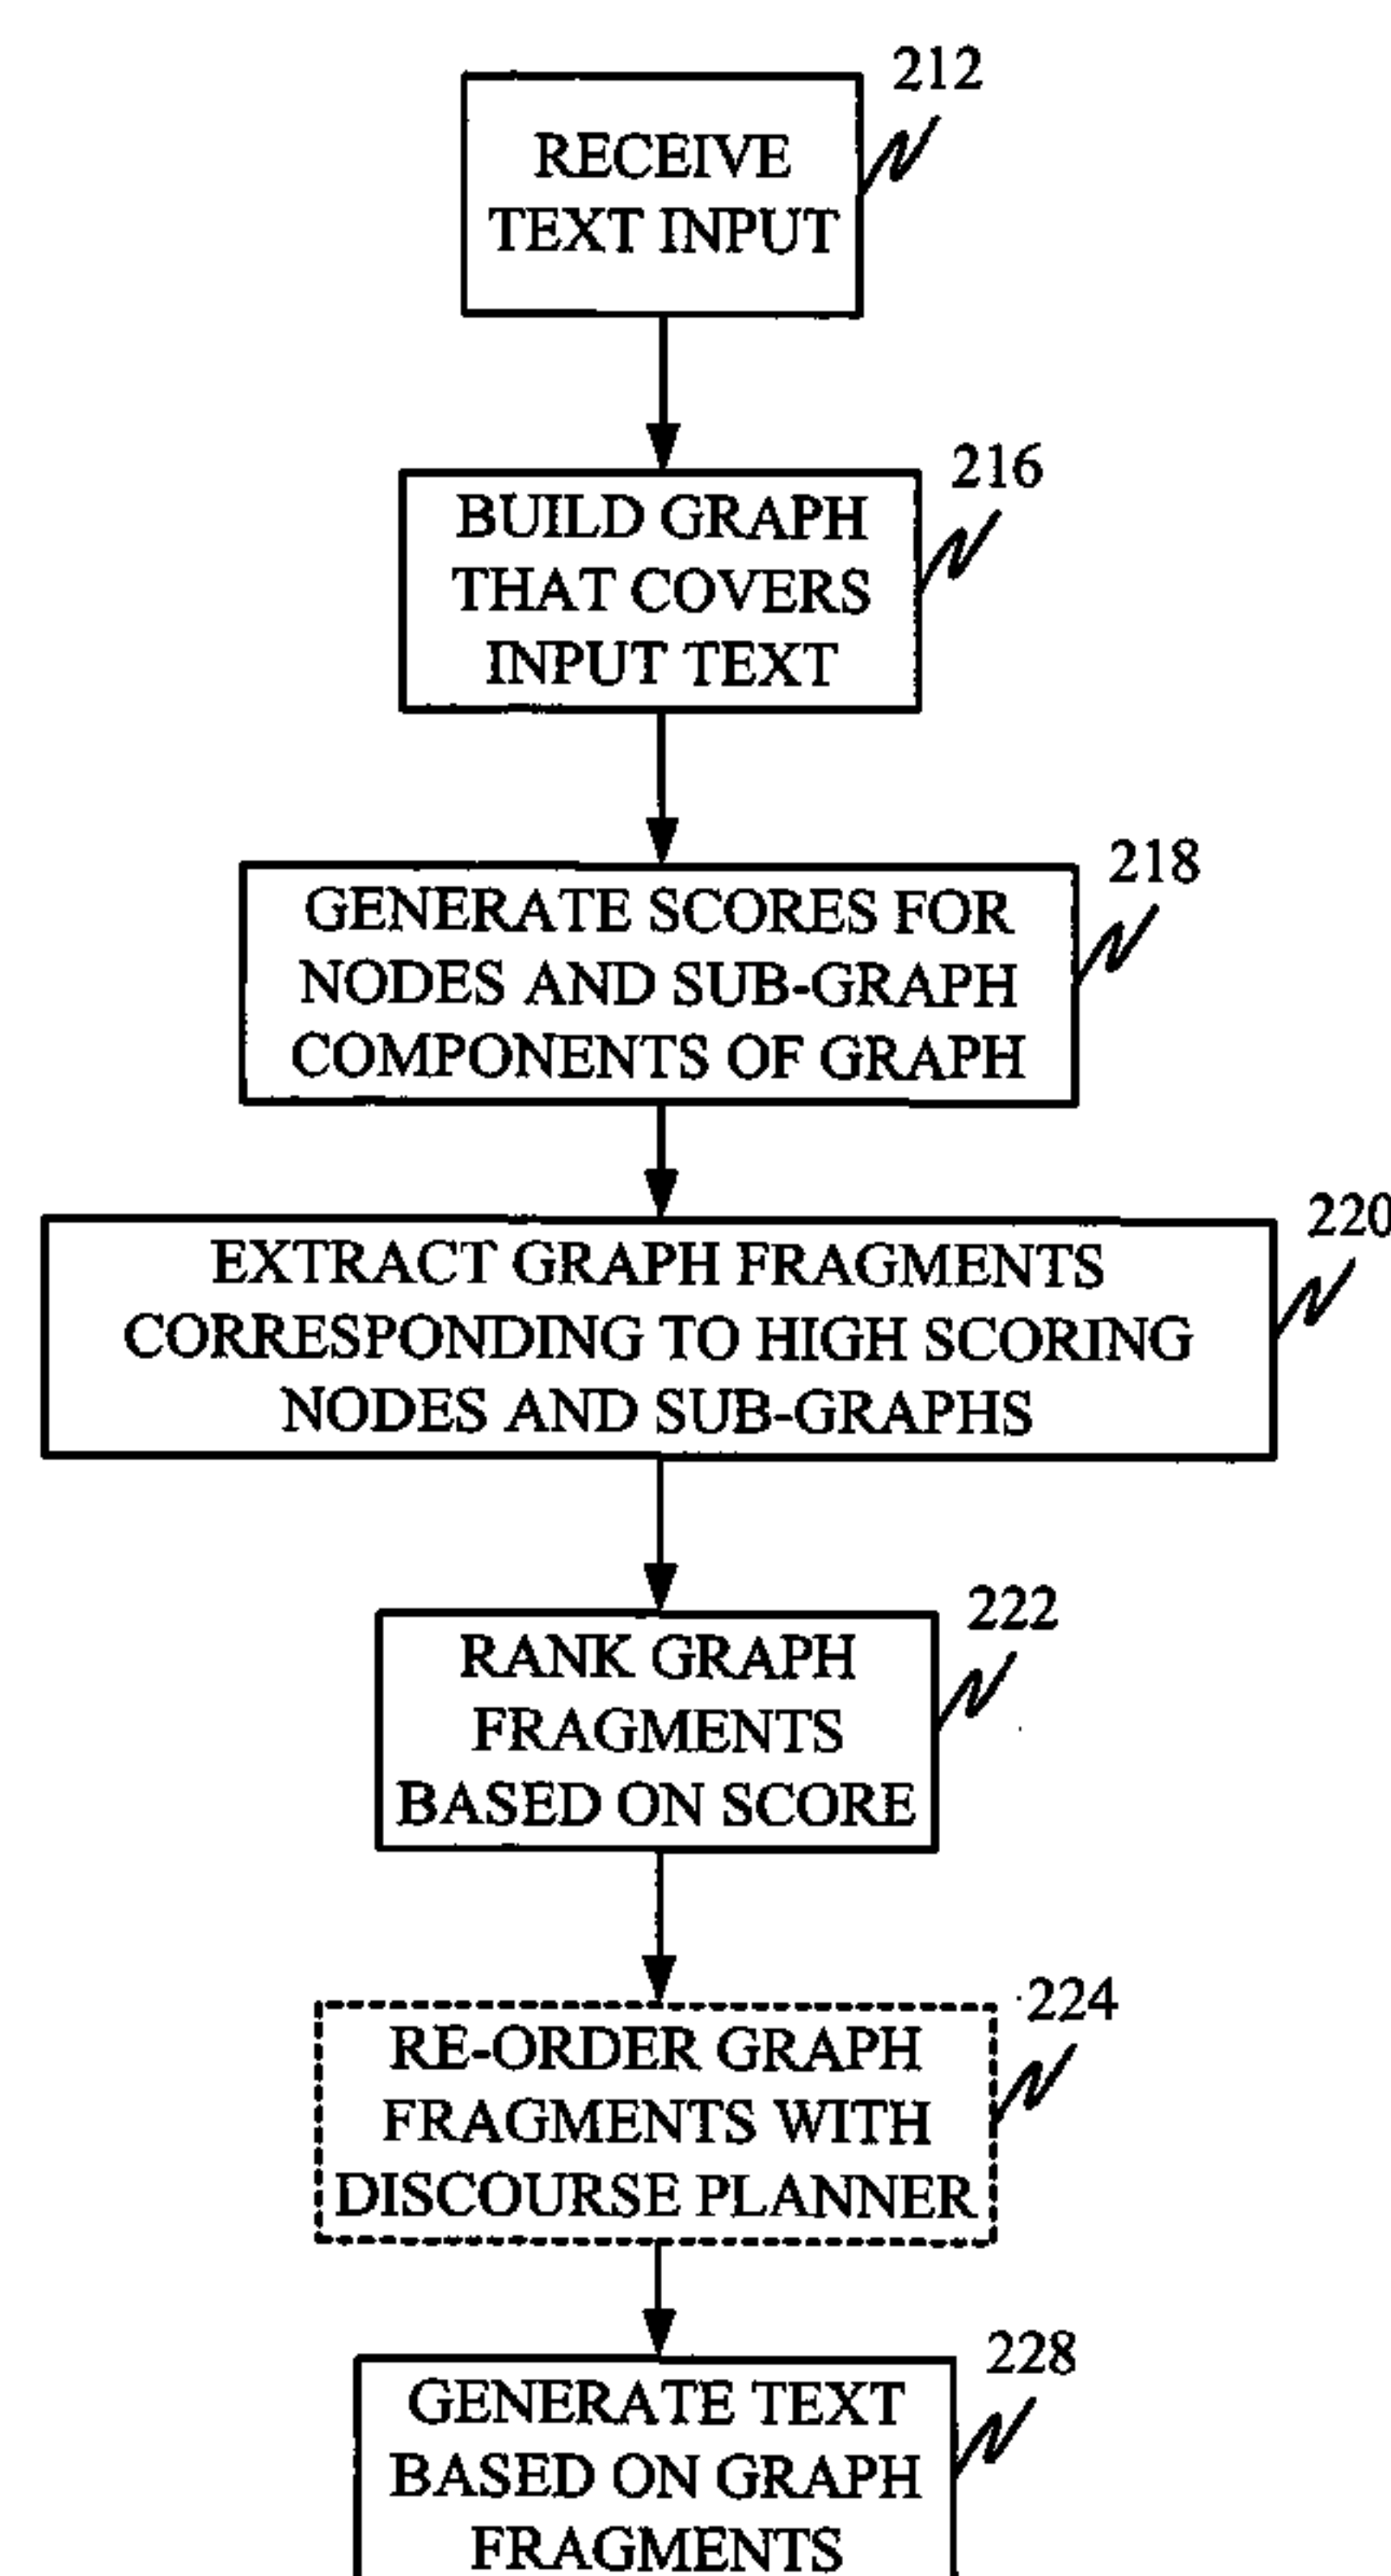 212
RECEIVE
TEXT INPUT
216
BUILD GRAPH
THAT COVERS
INPUT TEXT
218
GENERATE SCORES FOR
NODES AND SUB-GRAPH
COMPONENTS OF GRAPH
220
EXTRACT GRAPH FRAGMENTS
CORRESPONDING TO HIGH SCORING
NODES AND SUB-GRAPHS
222
RANK GRAPH
FRAGMENTS
BASED ON SCORE
224
RE-ORDER GRAPH
FRAGMENTS WITH
DISCOURSE PLANNER
228
GENERATE TEXT
BASED ON GRAPH
FRAGMENTS